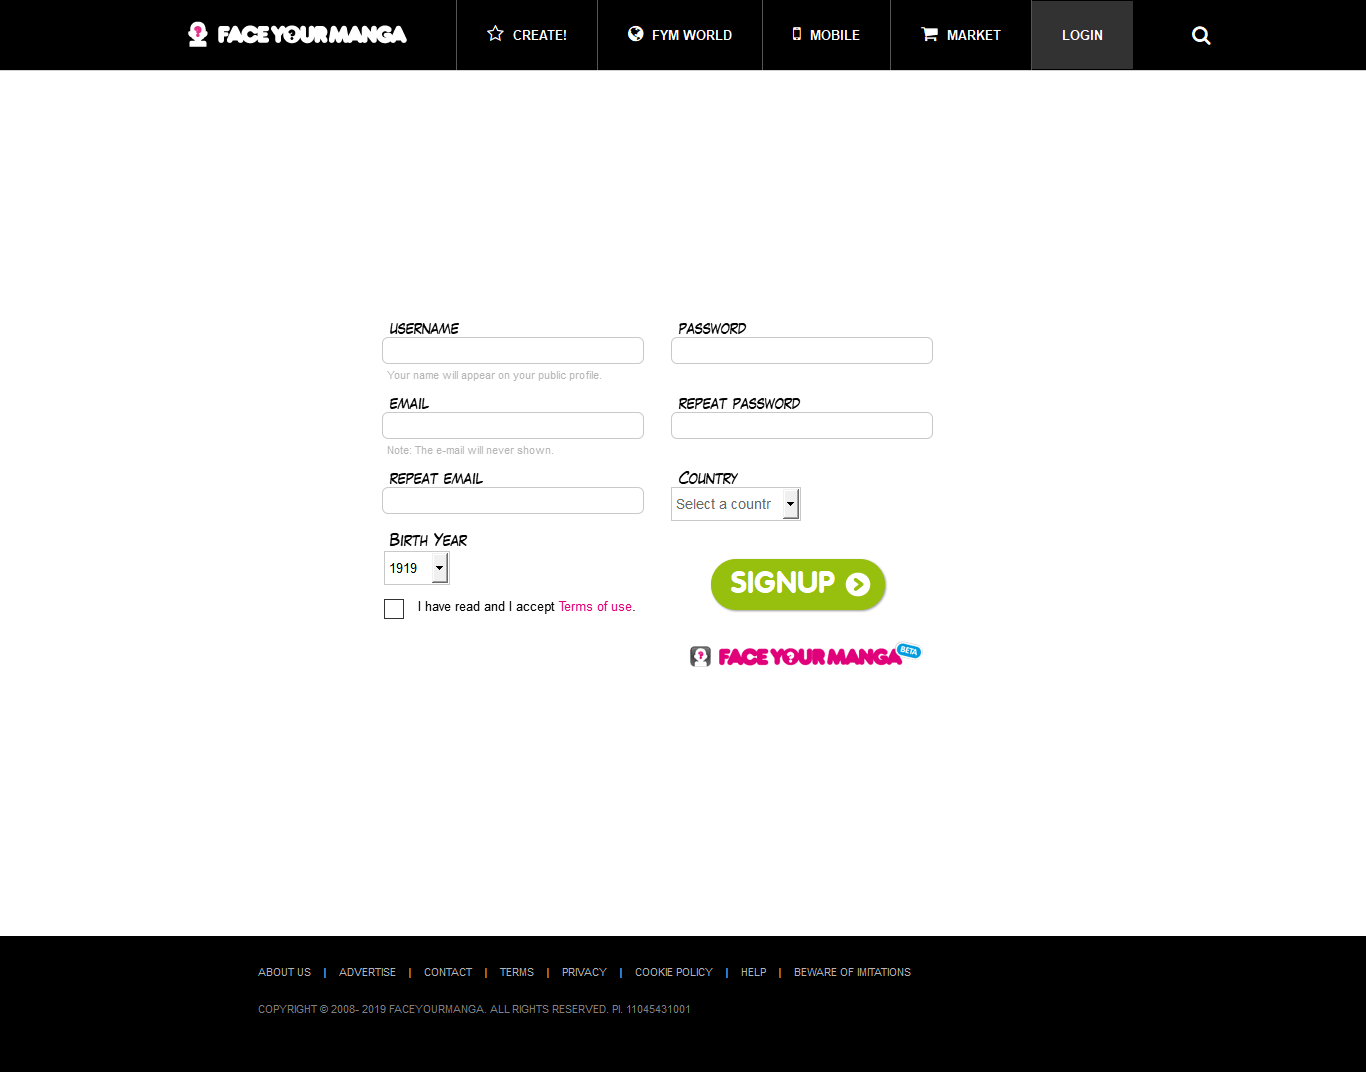 FACE YOUR MANGA
CREATE!
FYM WORLD
MOBILE
MARKET
LOGIN
USERNAME
Your name will appear on your public profile.
PASSWORD
EMAIL
Note: The e-mail will never shown.
REPEAT PASSWORD
REPEAT EMAIL
COUNTRY
Select a countr
BIRTH YEAR
1919
I have read and I accept Terms of use.
SIGNUP
FACE YOUR MANGA BETA
ABOUT US | ADVERTISE | CONTACT | TERMS | PRIVACY | COOKIE POLICY | HELP | BEWARE OF IMITATIONS
COPYRIGHT © 2008- 2019 FACEYOURMANGA. ALL RIGHTS RESERVED. PI. 11045431001